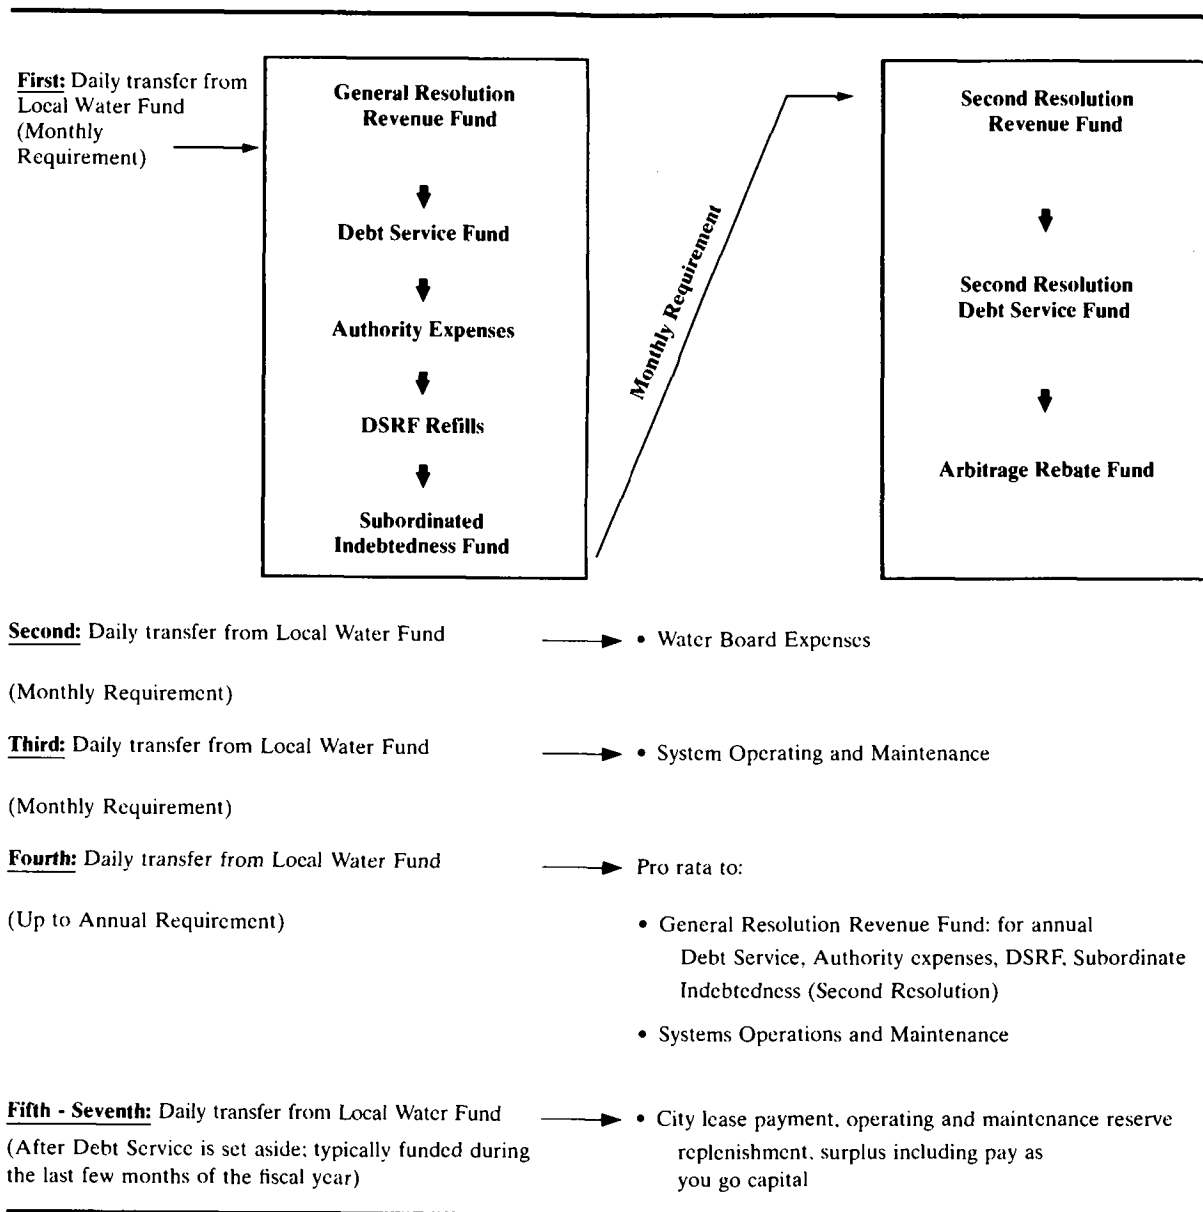 First: Daily transfer from
Local Water Fund
(Monthly
Requirement)
General Resolution
Revenue Fund
Debt Service Fund
Authority Expenses
DSRF Refills
Subordinated
Indebtedness Fund
Monthly Requirement
Second Resolution
Revenue Fund
Second Resolution
Debt Service Fund
Arbitrage Rebate Fund
Second: Daily transfer from Local Water Fund
• Water Board Expenses
(Monthly Requirement)
Third: Daily transfer from Local Water Fund
• System Operating and Maintenance
(Monthly Requirement)
Fourth: Daily transfer from Local Water Fund
Pro rata to:
(Up to Annual Requirement)
• General Resolution Revenue Fund: for annual
Debt Service, Authority expenses, DSRF, Subordinate
Indebtedness (Second Resolution)
• Systems Operations and Maintenance
Fifth - Seventh: Daily transfer from Local Water Fund
(After Debt Service is set aside; typically funded during
the last few months of the fiscal year)
• City lease payment, operating and maintenance reserve
replenishment, surplus including pay as
you go capital